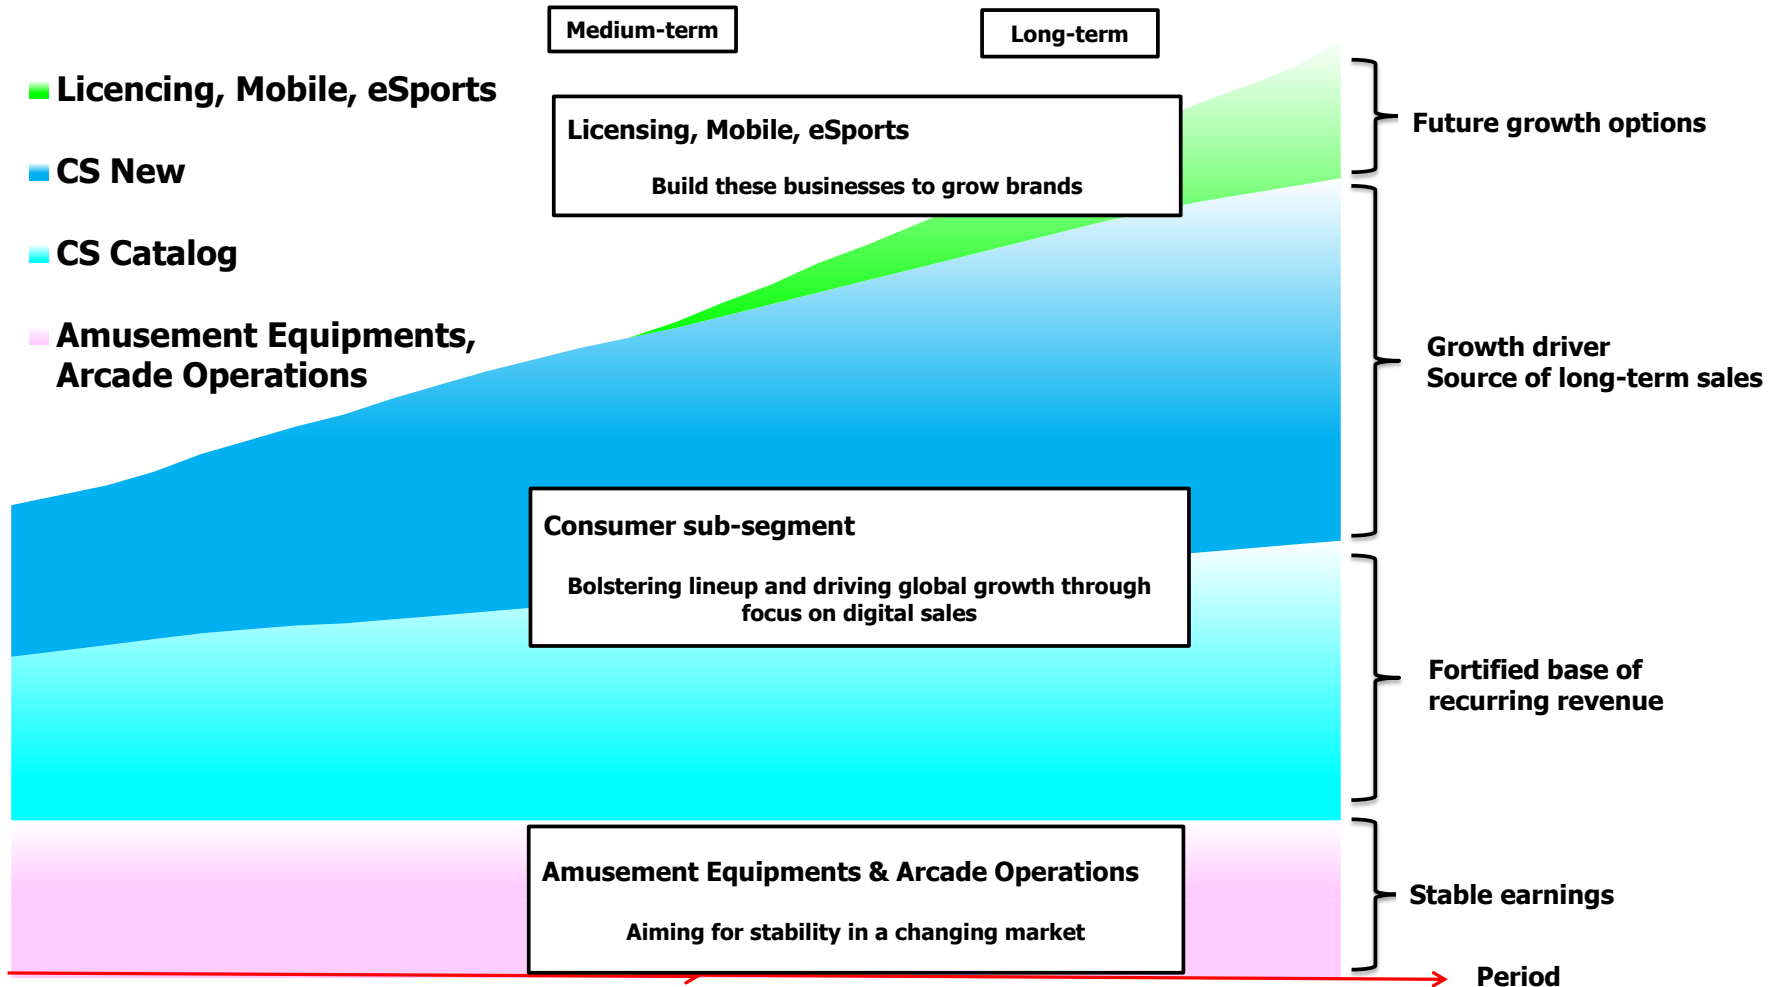 Medium-term
Long-term
Licencing, Mobile, eSports
CS New
CS Catalog
Amusement Equipments,
Arcade Operations
Licensing, Mobile, eSports
Build these businesses to grow brands
Future growth options
Growth driver
Source of long-term sales
Consumer sub-segment
Bolstering lineup and driving global growth through
focus on digital sales
Fortified base of
recurring revenue
Amusement Equipments & Arcade Operations
Aiming for stability in a changing market
Stable earnings
Period